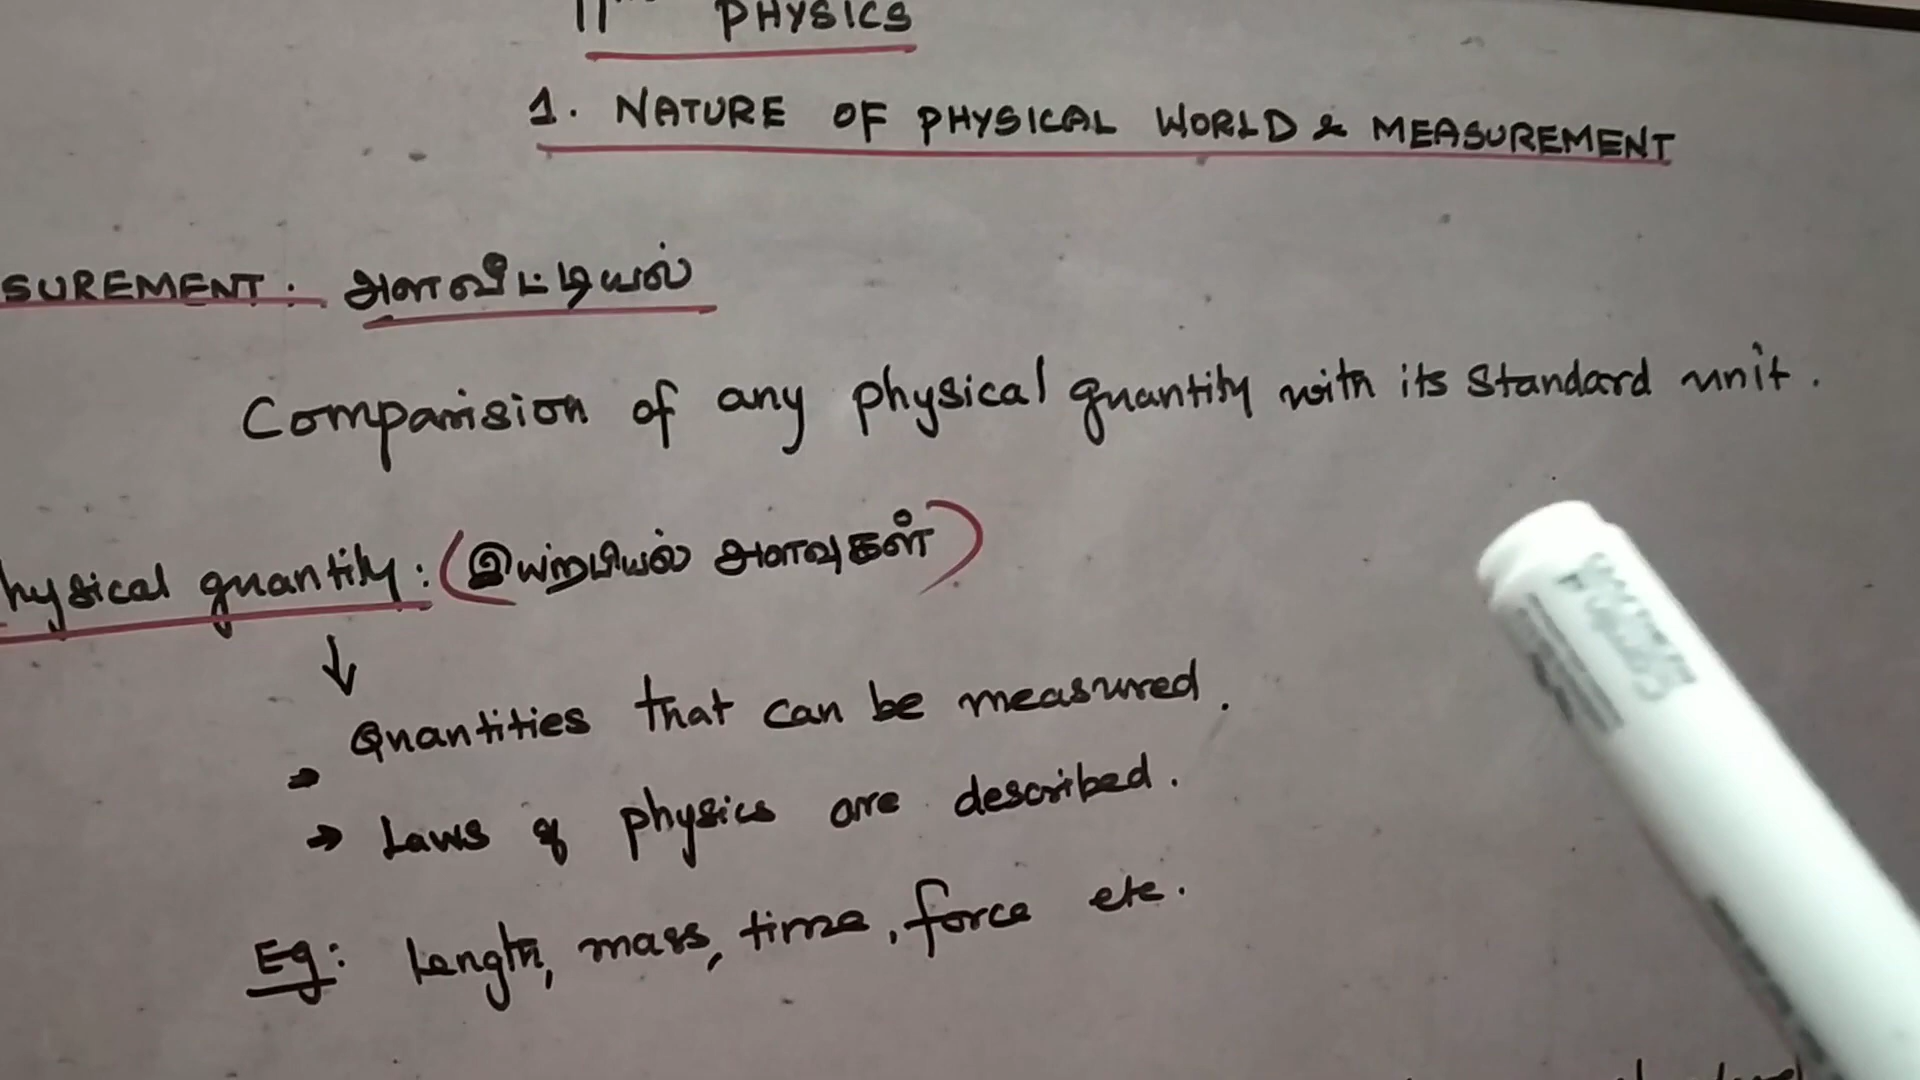 11th PHYSICS
1. NATURE OF PHYSICAL WORLD & MEASUREMENT
SUREMENT: அளவீட்டியல்
Comparision of any physical quantity with its standard unit.
hysical quantity: (இயற்பியல் அளவுகள்)
↓
Quantities that can be measured.
→ Laws of physics are described.
Eg: Length, mass, time, force etc.